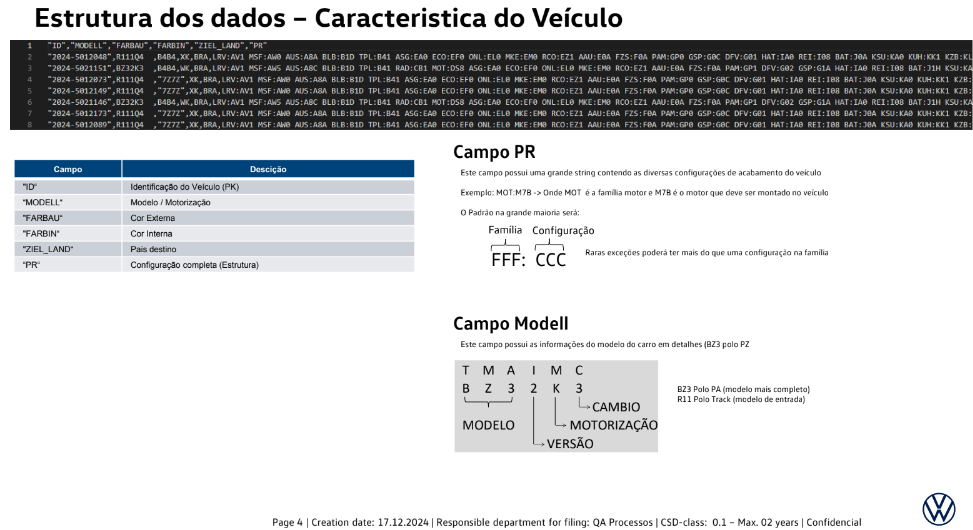 Estrutura dos dados – Caracteristica do Veículo
1 "ID","MODELL","FARBAU","FARBIN","ZIEL_LAND","PR"
2 "2024-5012048",R111Q4 ,B4B4,XK,BRA,LRV:AV1 MSF:AW0 AUS:A8A BLB:B1D TPL:B41 ASG:EA0 ECO:EF0 ONL:EL0 MKE:EM0 RCO:EZ1 AAU:E0A FZS:F0A PAM:GP0 GSP:G0C DFV:G01 HAT:IA0 REI:I08 BAT:J0A KSU:KA0 KUH:KK1 KZB:KL
3 "2024-5021151",BZ32K3 ,B4B4,WK,BRA,LRV:AV1 MSF:AWS AUS:A8C BLB:B1D TPL:B41 RAD:CB1 MOT:DS8 ASG:EA0 ECO:EF0 ONL:EL0 MKE:EM0 RCO:EZ1 AAU:E0A FZS:F0A PAM:GP1 DFV:G02 GSP:G1A HAT:IA0 REI:I08 BAT:J1H KSU:KA
4 "2024-5012073",R111Q4 ,"7Z7Z",XK,BRA,LRV:AV1 MSF:AW0 AUS:A8A BLB:B1D TPL:B41 ASG:EA0 ECO:EF0 ONL:EL0 MKE:EM0 RCO:EZ1 AAU:E0A FZS:F0A PAM:GP0 GSP:G0C DFV:G01 HAT:IA0 REI:I08 BAT:J0A KSU:KA0 KUH:KK1 KZB:
5 "2024-5012149",R111Q4 ,B4B4,XK,BRA,LRV:AV1 MSF:AW0 AUS:A8A BLB:B1D TPL:B41 ASG:EA0 ECO:EF0 ONL:EL0 MKE:EM0 RCO:EZ1 AAU:E0A FZS:F0A PAM:GP0 GSP:G0C DFV:G01 HAT:IA0 REI:I08 BAT:J0A KSU:KA0 KUH:KK1 KZB:
6 "2024-5021146",BZ32K3 ,B4B4,WK,BRA,LRV:AV1 MSF:AWS AUS:A8C BLB:B1D TPL:B41 RAD:CB1 MOT:DS8 ASG:EA0 ECO:EF0 ONL:EL0 MKE:EM0 RCO:EZ1 AAU:E0A FZS:F0A PAM:GP1 DFV:G02 GSP:G1A HAT:IA0 REI:I08 BAT:J1H KSU:KA
7 "2024-5012173",R111Q4 ,"7Z7Z",XK,BRA,LRV:AV1 MSF:AW0 AUS:A8A BLB:B1D TPL:B41 ASG:EA0 ECO:EF0 ONL:EL0 MKE:EM0 RCO:EZ1 AAU:E0A FZS:F0A PAM:GP0 GSP:G0C DFV:G01 HAT:IA0 REI:I08 BAT:J0A KSU:KA0 KUH:KK1 KZB:
8 "2024-5012089",R111Q4 ,"7Z7Z",XK,BRA,LRV:AV1 MSF:AW0 AUS:A8A BLB:B1D TPL:B41 ASG:EA0 ECO:EF0 ONL:EL0 MKE:EM0 RCO:EZ1 AAU:E0A FZS:F0A PAM:GP0 GSP:G0C DFV:G01 HAT:IA0 REI:I08 BAT:J0A KSU:KA0 KUH:KK1 KZB:
Campo Descição
"ID" Identificação do Veículo (PK)
"MODELL" Modelo / Motorização
"FARBAU" Cor Externa
"FARBIN" Cor Interna
"ZIEL_LAND" Pais destino
"PR" Configuração completa (Estrutura)
Campo PR
Este campo possui uma grande string contendo as diversas configurações de acabamento do veículo
Exemplo: MOT:M7B -> Onde MOT é a família motor e M7B é o motor que deve ser montado no veículo
O Padrão na grande maioria será:
Família Configuração
FFF: CCC
Raras exceções poderá ter mais do que uma configuração na família
Campo Modell
Este campo possui as informações do modelo do carro em detalhes (BZ3 polo PZ
T M A I M C
B Z 3 2 K 3
CAMBIO
MODELO MOTORIZAÇÃO
VERSÃO
BZ3 Polo PA (modelo mais completo)
R11 Polo Track (modelo de entrada)
Page 4 | Creation date: 17.12.2024 | Responsible department for filing: QA Processos | CSD-class: 0.1 – Max. 02 years | Confidencial